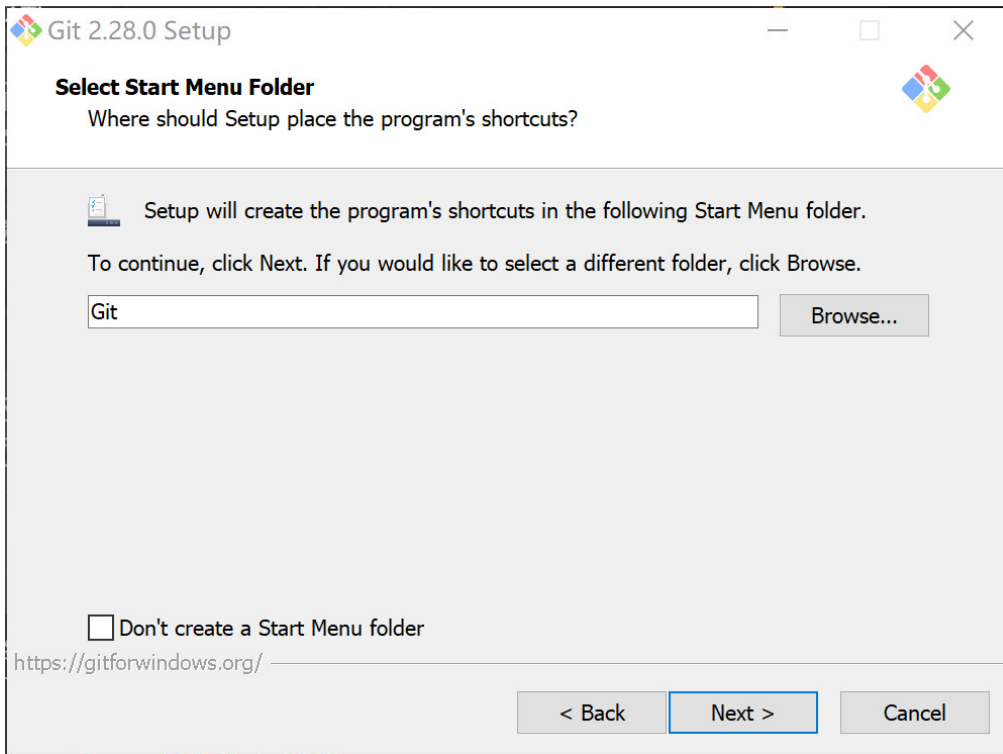 Git 2.28.0 Setup
Select Start Menu Folder
Where should Setup place the program's shortcuts?
Setup will create the program's shortcuts in the following Start Menu folder.
To continue, click Next. If you would like to select a different folder, click Browse.
Git
Browse...
Don't create a Start Menu folder
https://gitforwindows.org/
< Back
Next >
Cancel